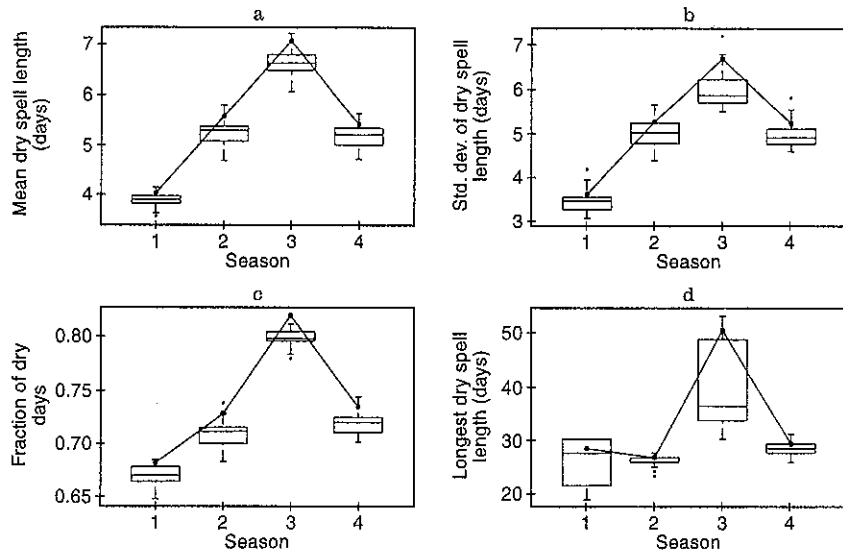 a
Mean dry spell length
(days)
7
6
5
4
1 2 3 4
Season
b
Std. dev. of dry spell
length (days)
7
6
5
4
3
1 2 3 4
Season
c
Fraction of dry
days
0.80
0.75
0.70
0.65
1 2 3 4
Season
d
Longest dry spell
length (days)
50
40
30
20
1 2 3 4
Season